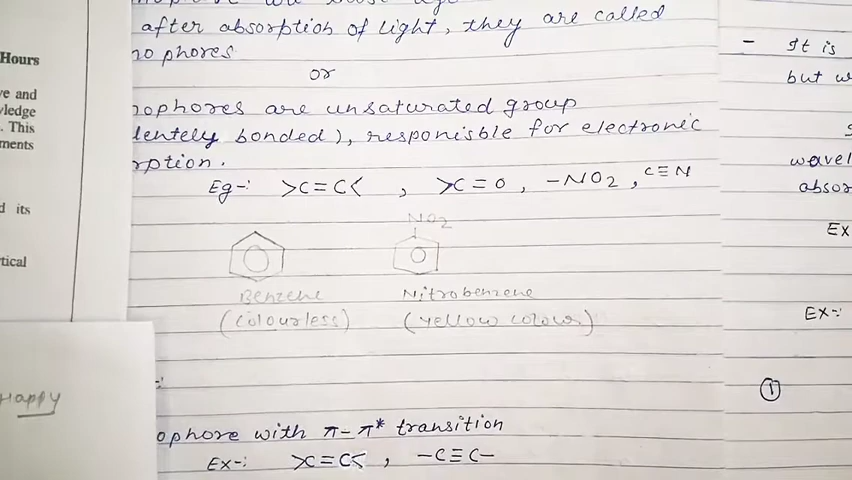 after absorption of light, they are called
ophores
or
ophores are unsaturated group
lently bonded), responisble for electronic
rption.
Eg-: >C=C< , >C=O , -NO2 , C≡N
NO2
Benzene
Nitrobenzene
(Colourless)
(yellow colour)
ophore with π-π* transition
Ex-: >C=C< , -C≡C-
Hours
ve and
wledge
. This
ments
d its
tical
Happy
- It is
but w
wavel
absor
Ex
Ex-:
1